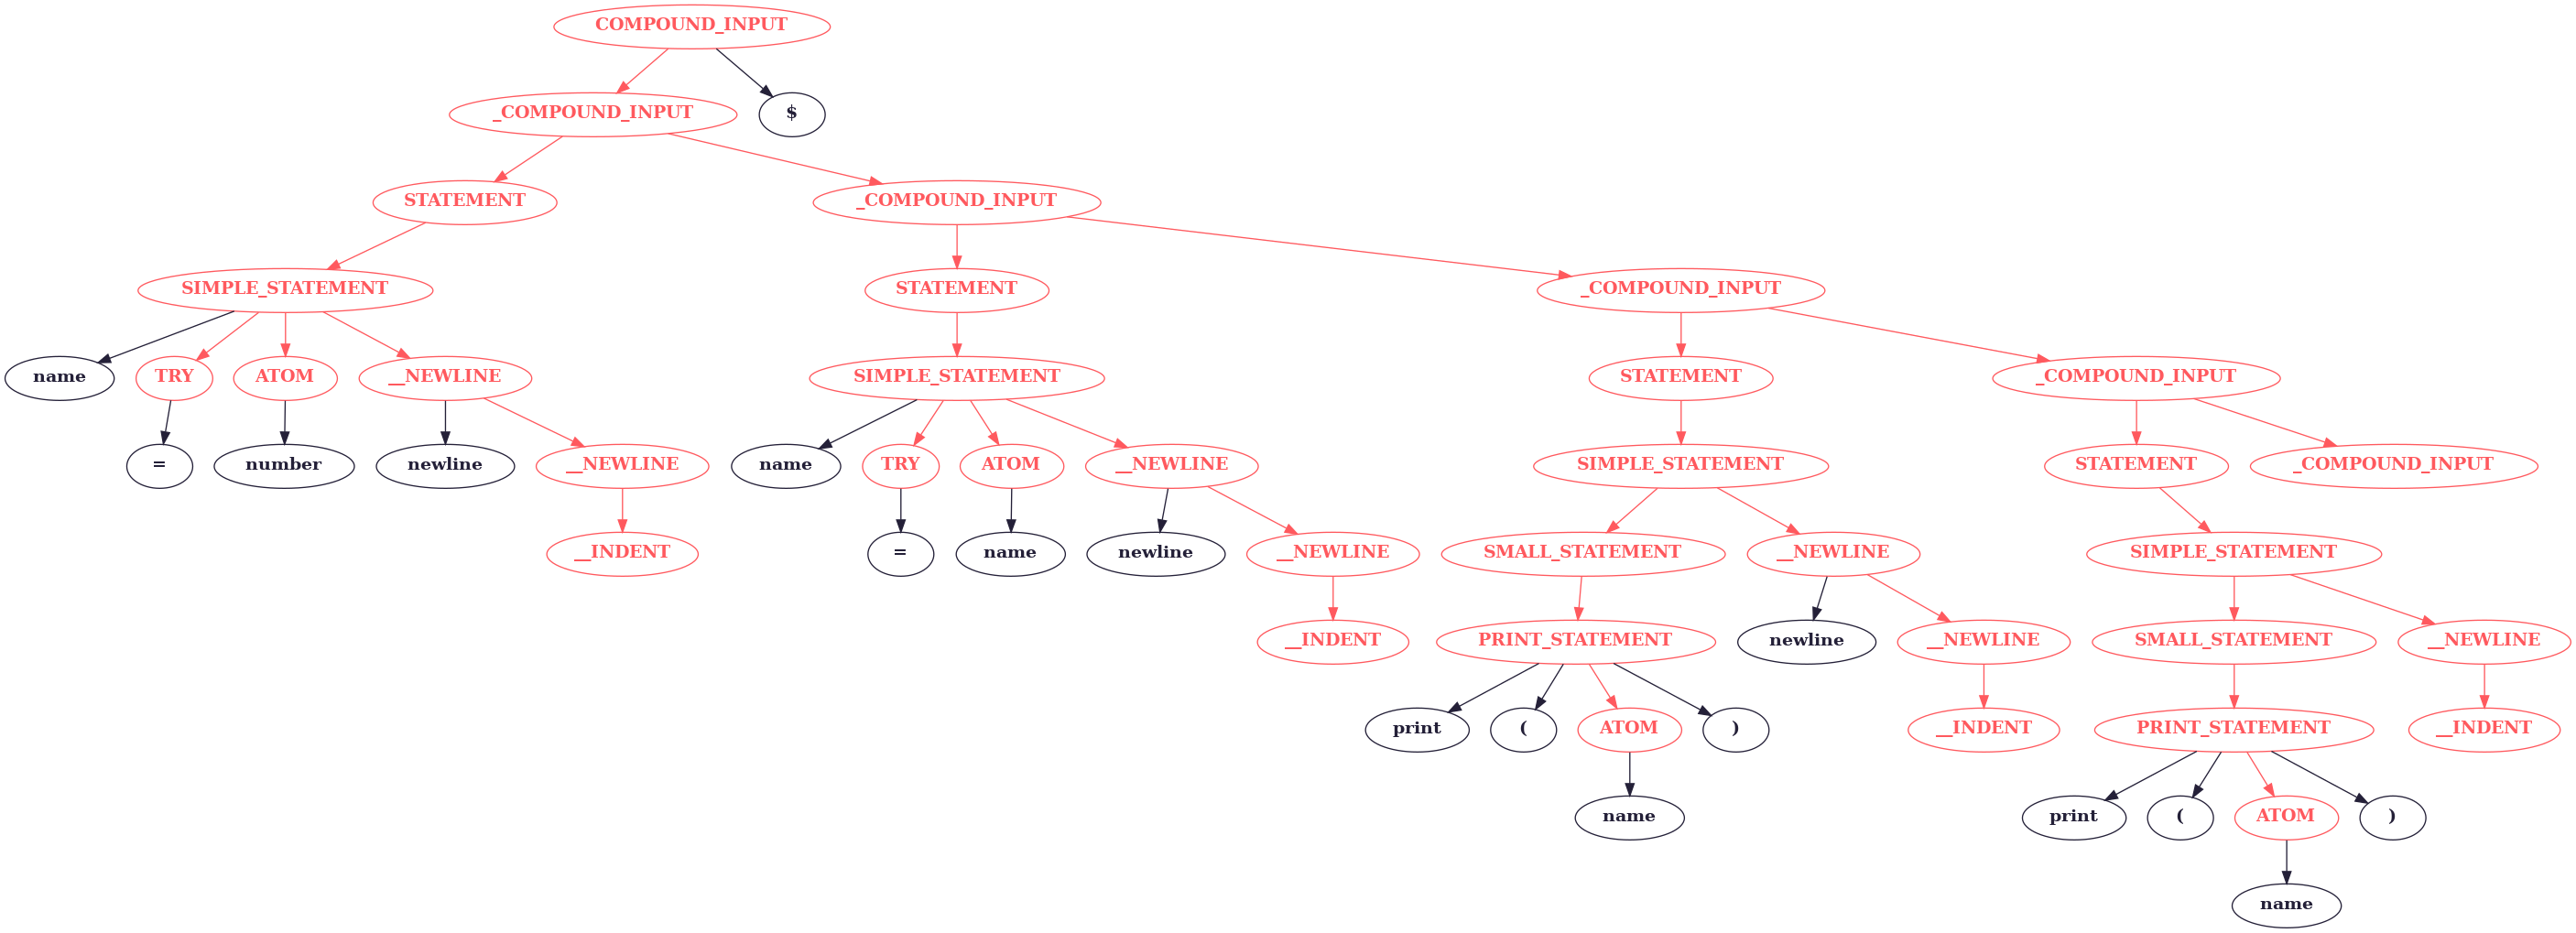 COMPOUND_INPUT
_COMPOUND_INPUT
$
STATEMENT
_COMPOUND_INPUT
SIMPLE_STATEMENT
STATEMENT
_COMPOUND_INPUT
name
TRY
ATOM
__NEWLINE
SIMPLE_STATEMENT
STATEMENT
_COMPOUND_INPUT
=
number
newline
__NEWLINE
name
TRY
ATOM
__NEWLINE
SIMPLE_STATEMENT
STATEMENT
_COMPOUND_INPUT
__INDENT
=
name
newline
__NEWLINE
SMALL_STATEMENT
__NEWLINE
SIMPLE_STATEMENT
__INDENT
PRINT_STATEMENT
newline
__NEWLINE
SMALL_STATEMENT
__NEWLINE
print
(
ATOM
)
__INDENT
PRINT_STATEMENT
__INDENT
name
print
(
ATOM
)
name